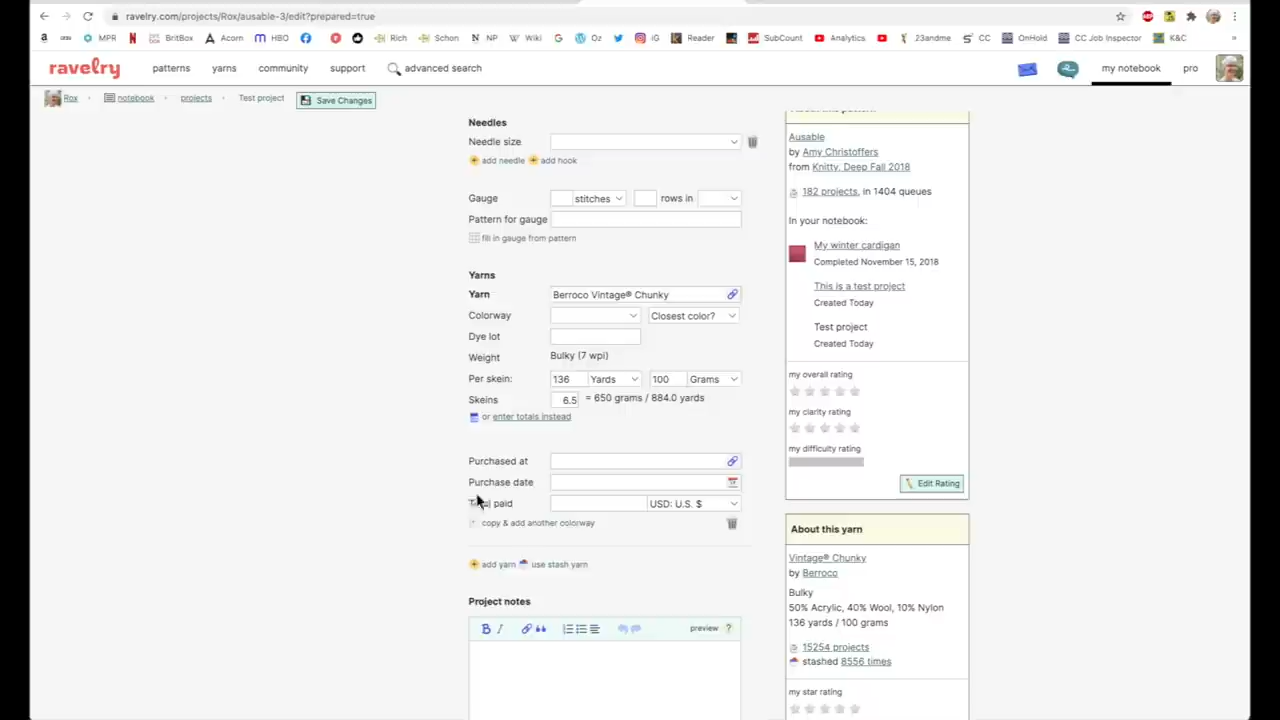 ravelry.com/projects/Rox/ausable-3/edit?prepared=true
MPR
BritBox
Acorn
HBO
Rich
Schon
NP
Wiki
Oz
IG
Reader
SubCount
Analytics
23andme
CC
OnHold
CC Job Inspector
K&C
»
ravelry
patterns
yarns
community
support
advanced search
my notebook
pro
Rox
notebook
projects
Test project
Save Changes
Needles
Needle size
add needle
add hook
Gauge
stitches
rows in
Pattern for gauge
fill in gauge from pattern
Yarns
Yarn
Berroco Vintage® Chunky
Colorway
Closest color?
Dye lot
Weight
Bulky (7 wpi)
Per skein:
136
Yards
100
Grams
Skeins
6.5
= 650 grams / 884.0 yards
or enter totals instead
Purchased at
Purchase date
paid
USD: U.S. $
copy & add another colorway
add yarn
use stash yarn
Project notes
B I
preview ?
Ausable
by Amy Christoffers
from Knitty, Deep Fall 2018
182 projects, in 1404 queues
In your notebook:
My winter cardigan
Completed November 15, 2018
This is a test project
Created Today
Test project
Created Today
my overall rating
my clarity rating
my difficulty rating
Edit Rating
About this yarn
Vintage® Chunky
by Berroco
Bulky
50% Acrylic, 40% Wool, 10% Nylon
136 yards / 100 grams
15254 projects
stashed 8556 times
my star rating